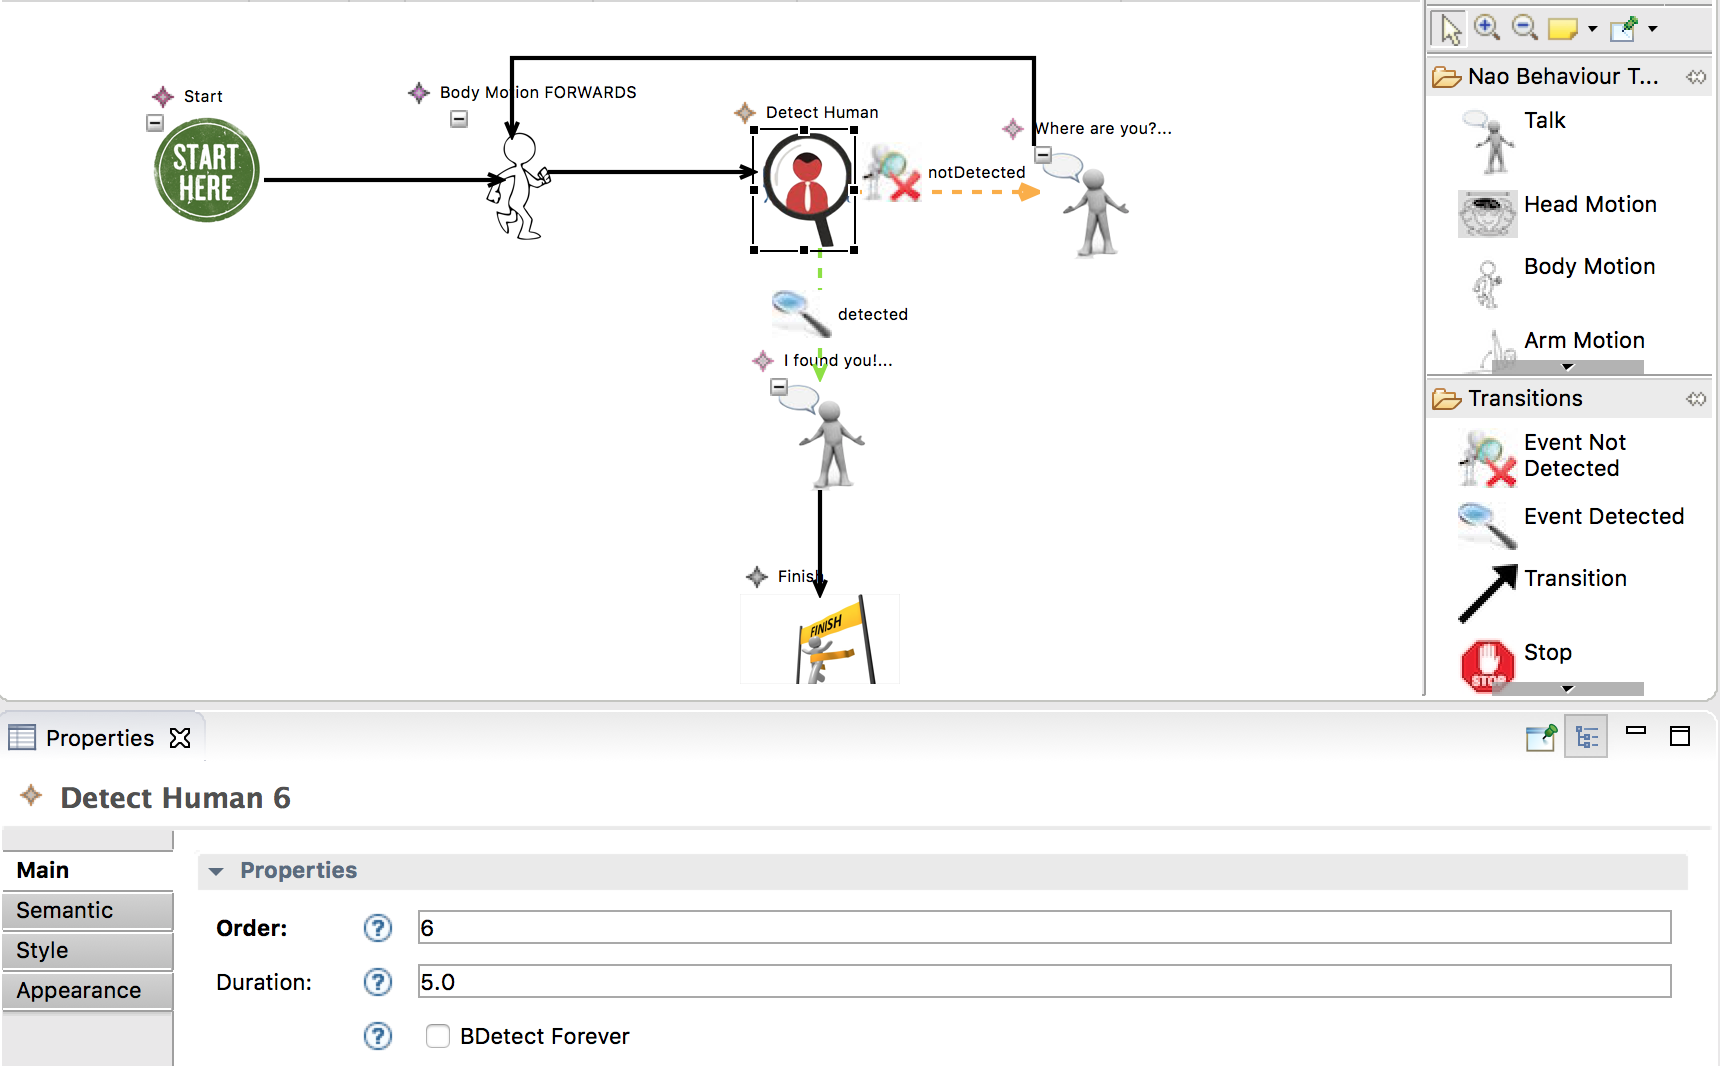 Start
START
HERE
Body Motion FORWARDS
Detect Human
notDetected
Where are you?...
detected
I found you!...
Finish
FINISH
Nao Behaviour T...
Talk
Head Motion
Body Motion
Arm Motion
Transitions
Event Not
Detected
Event Detected
Transition
STOP
Stop
Properties
Detect Human 6
Main
Semantic
Style
Appearance
Properties
Order:
6
Duration:
5.0
BDetect Forever